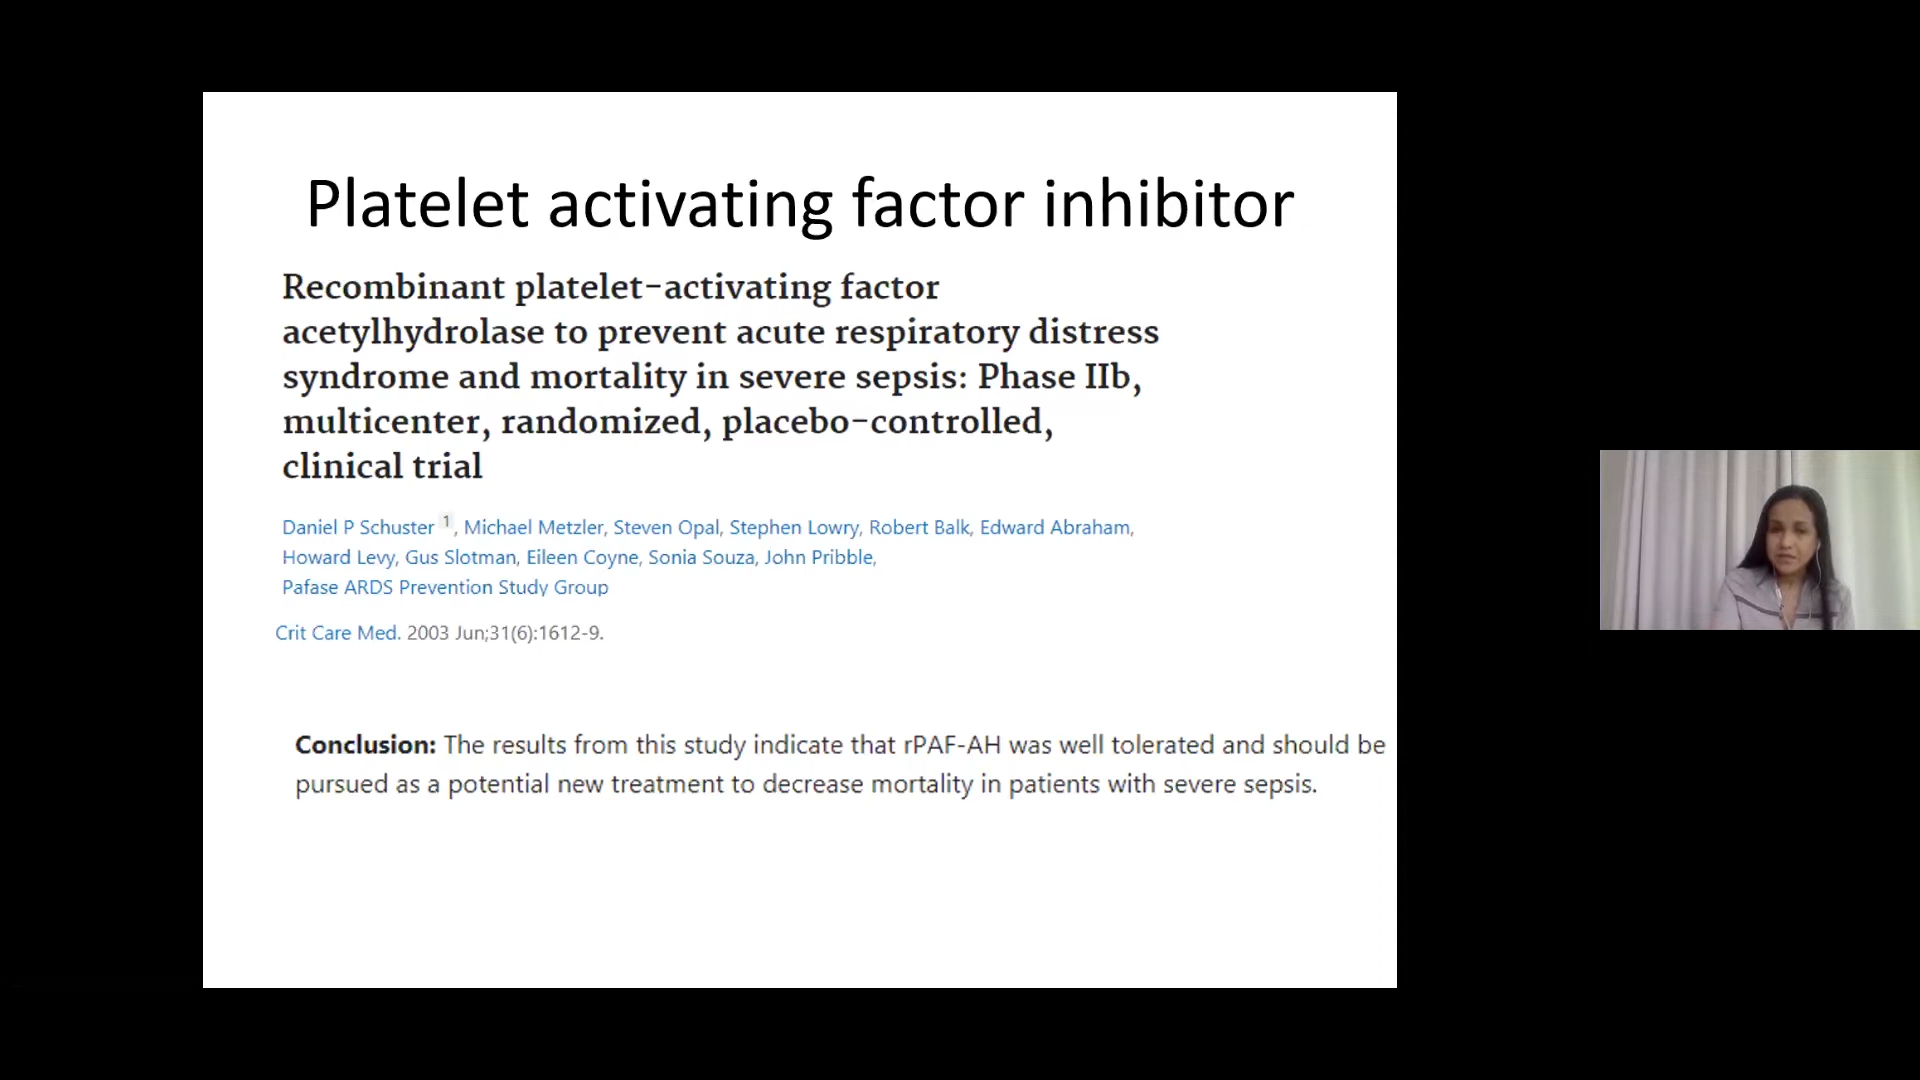 Platelet activating factor inhibitor
Recombinant platelet-activating factor
acetylhydrolase to prevent acute respiratory distress
syndrome and mortality in severe sepsis: Phase IIb,
multicenter, randomized, placebo-controlled,
clinical trial
Daniel P Schuster 1, Michael Metzler, Steven Opal, Stephen Lowry, Robert Balk, Edward Abraham,
Howard Levy, Gus Slotman, Eileen Coyne, Sonia Souza, John Pribble,
Pafase ARDS Prevention Study Group
Crit Care Med. 2003 Jun;31(6):1612-9.
Conclusion: The results from this study indicate that rPAF-AH was well tolerated and should be
pursued as a potential new treatment to decrease mortality in patients with severe sepsis.